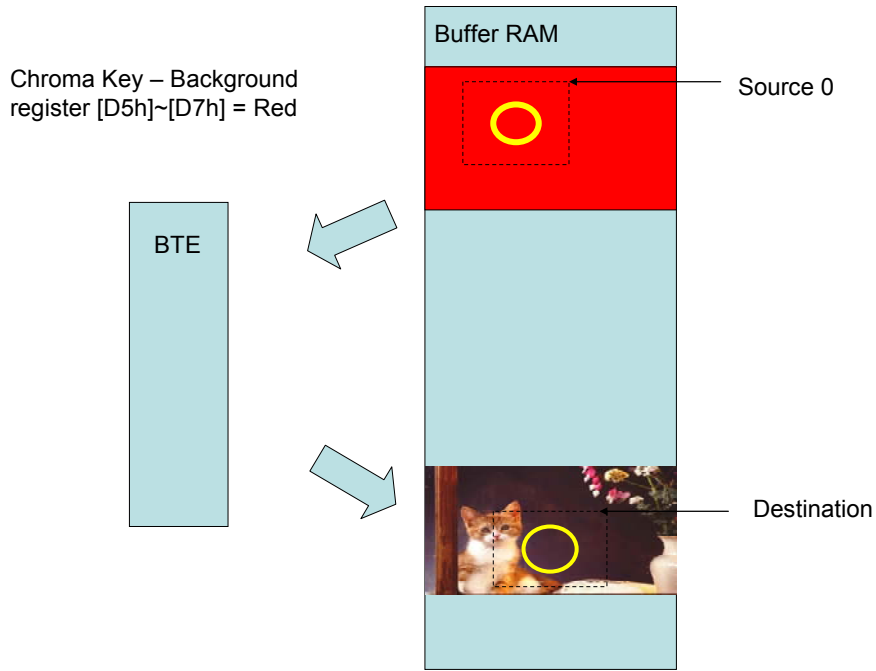 Buffer RAM
Chroma Key – Background
register [D5h]~[D7h] = Red
Source 0
BTE
Destination